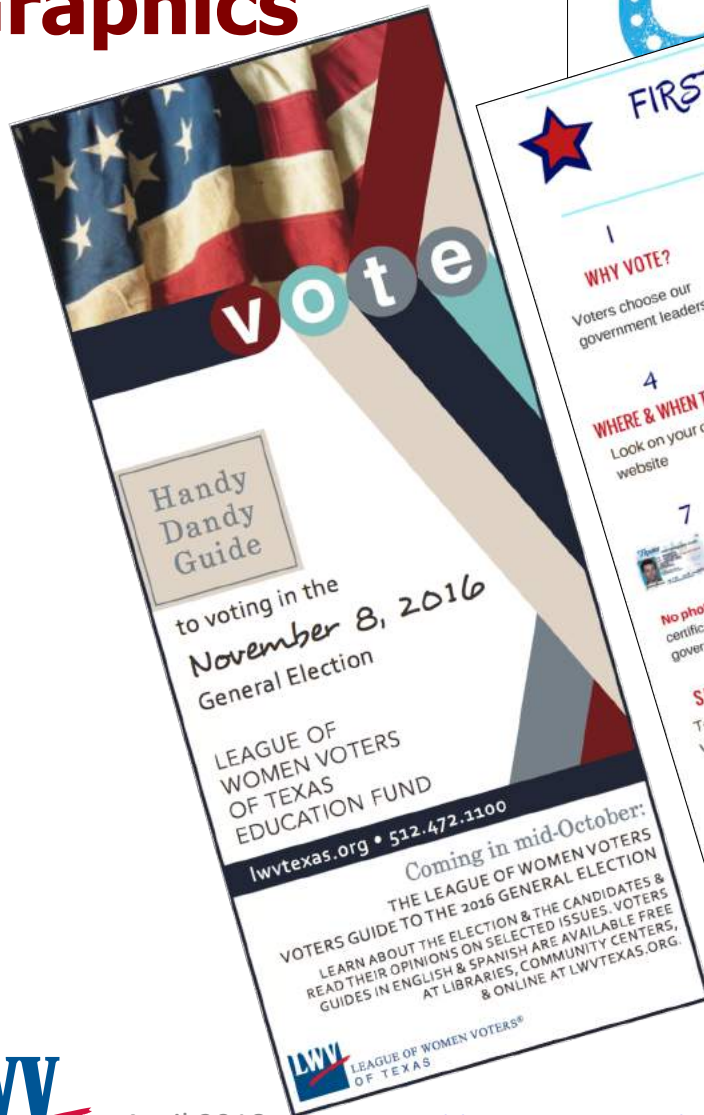 Graphics
vote
Handy
Dandy
Guide
to voting in the
November 8, 2016
General Election
LEAGUE OF
WOMEN VOTERS
OF TEXAS
EDUCATION FUND
lwvtexas.org • 512.472.1100
Coming in mid-October:
THE LEAGUE OF WOMEN VOTERS
VOTERS GUIDE TO THE 2016 GENERAL ELECTION
LEARN ABOUT THE ELECTION & THE CANDIDATES &
READ THEIR OPINIONS ON SELECTED ISSUES. VOTERS
GUIDES IN ENGLISH & SPANISH ARE AVAILABLE FREE
AT LIBRARIES, COMMUNITY CENTERS,
& ONLINE AT LWVTEXAS.ORG.
LWV
LEAGUE OF WOMEN VOTERS®
OF TEXAS
FIRST
1
WHY VOTE?
Voters choose our
government leaders
4
WHERE & WHEN
Look on your
website
7